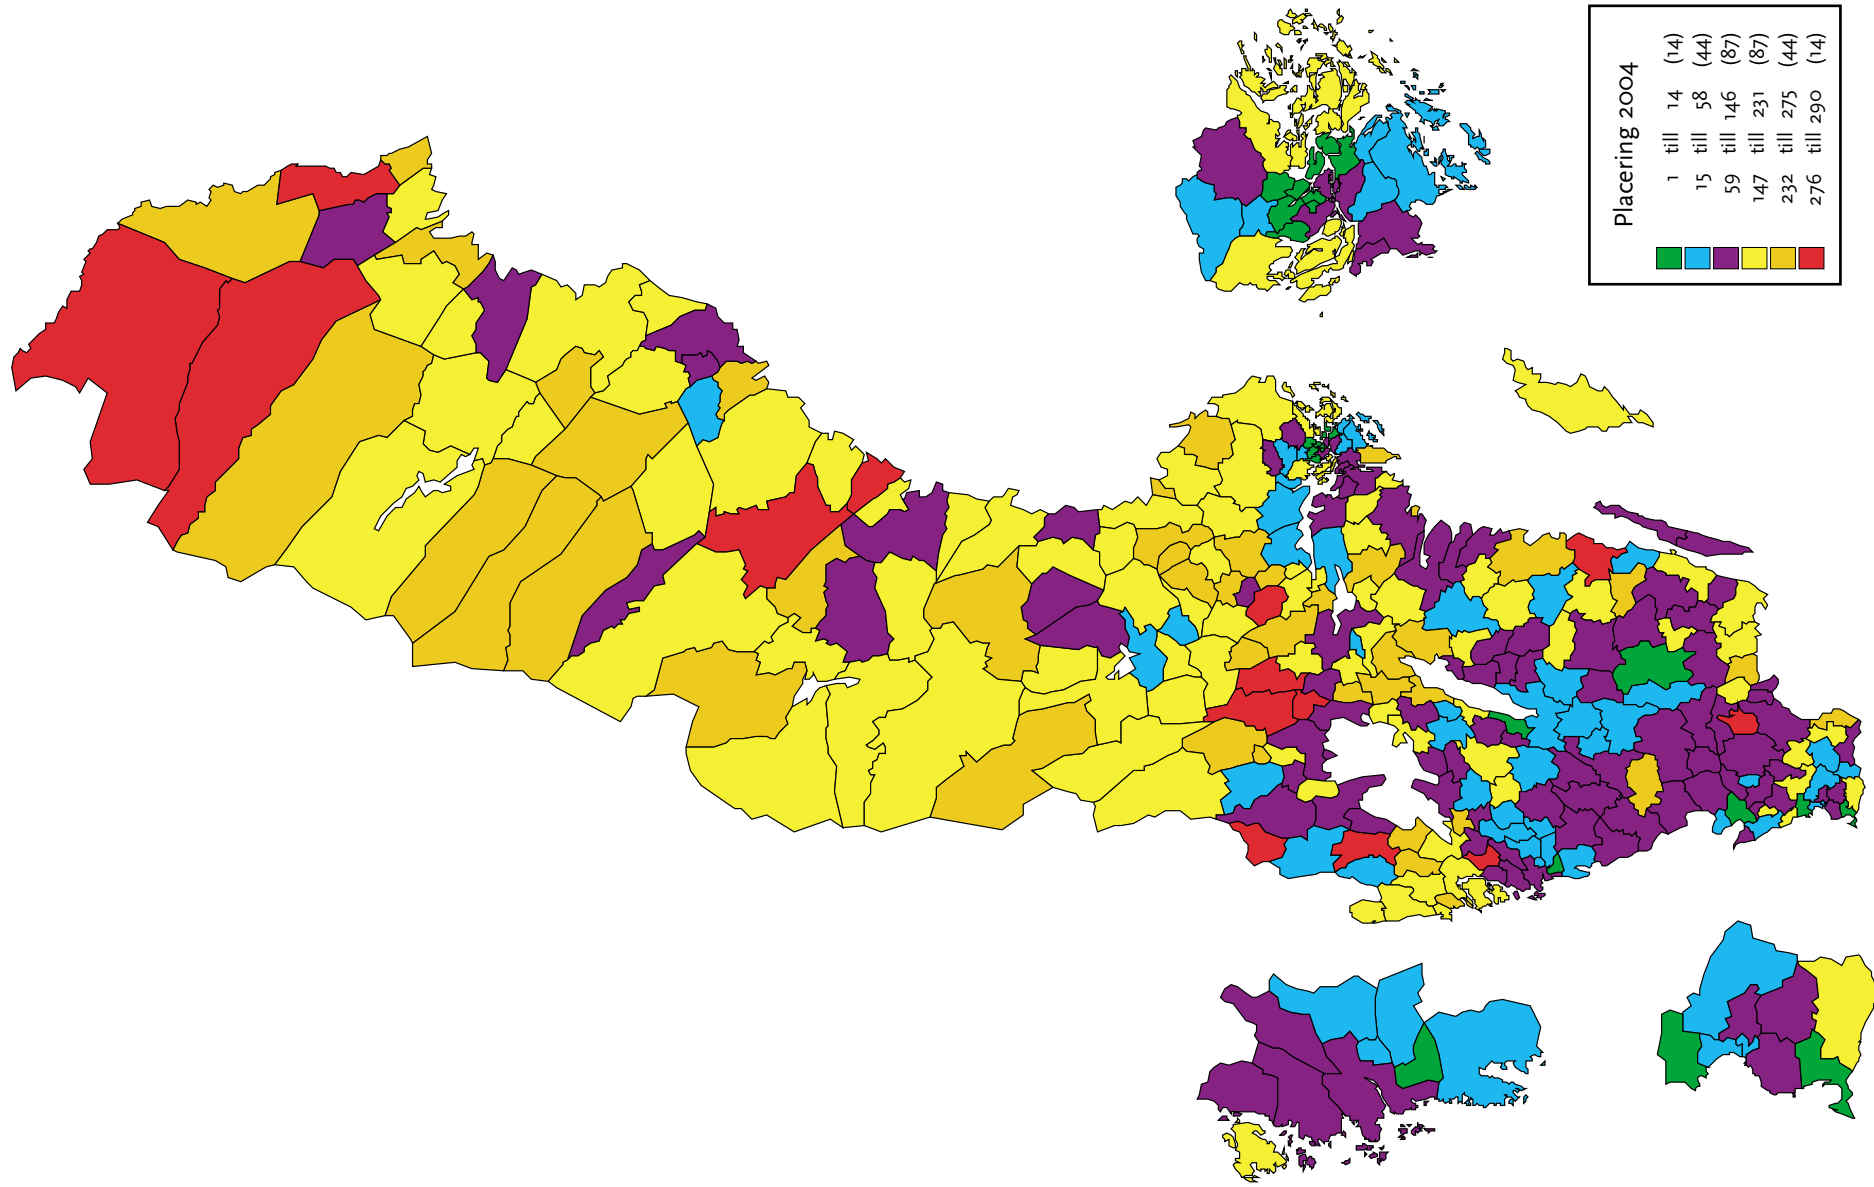 Placering 2004
1 till 14 (14)
15 till 58 (44)
59 till 146 (87)
147 till 231 (87)
232 till 275 (44)
276 till 290 (14)